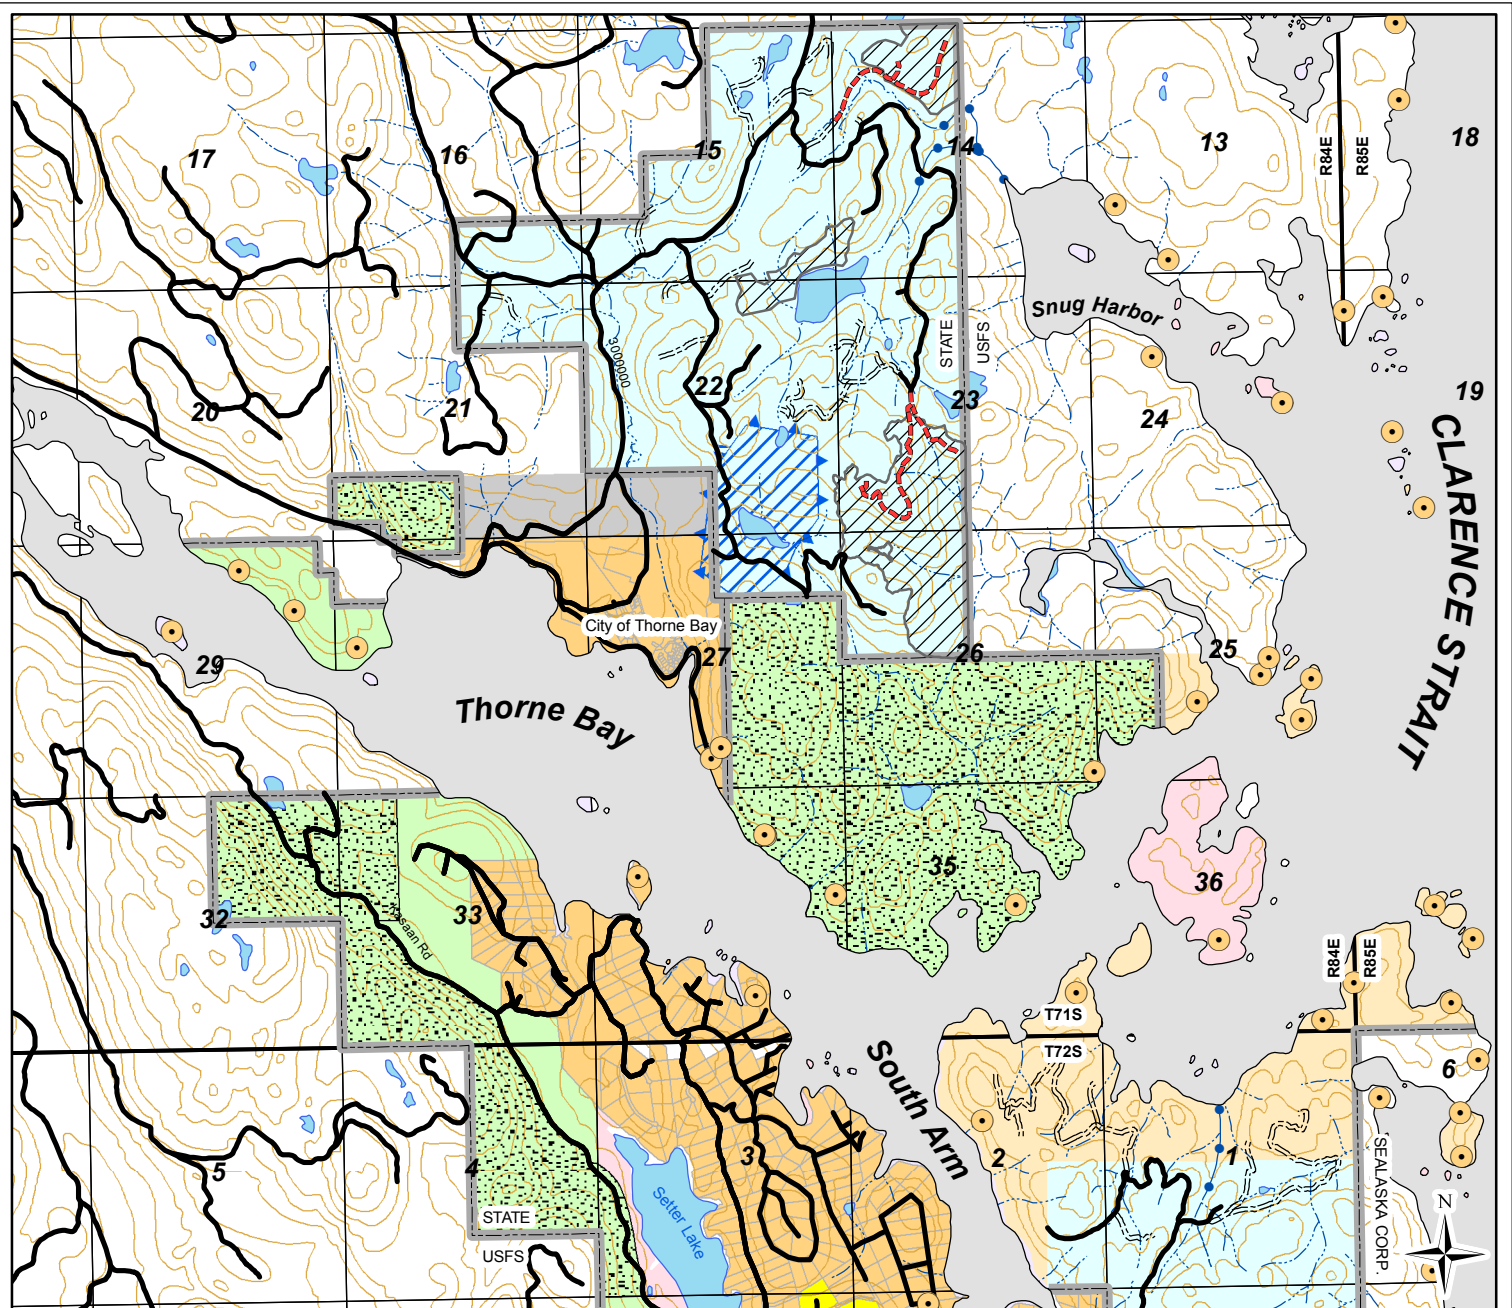 17
16
15
14
13
18
R84E
R85E
Snug Harbor
STATE
USFS
3000000
20
21
22
23
24
19
CLARENCE STRAIT
City of Thorne Bay
27
26
25
29
Thorne Bay
35
36
32
33
Kasaan Rd
R84E
R85E
T71S
T72S
South Arm
6
5
4
3
2
1
SEALASKA CORP.
Setter Lake
STATE
USFS
N